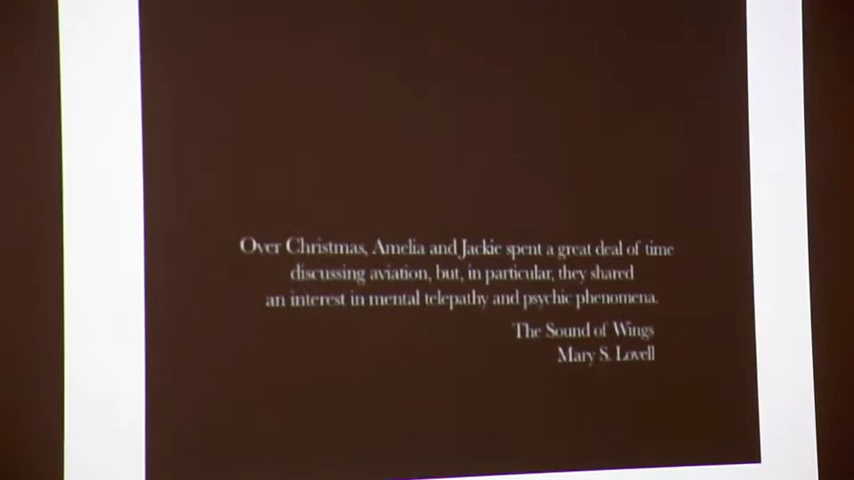 Over Christmas, Amelia and Jackie spent a great deal of time
discussing aviation, but, in particular, they shared
an interest in mental telepathy and psychic phenomena.
The Sound of Wings
Mary S. Lovell